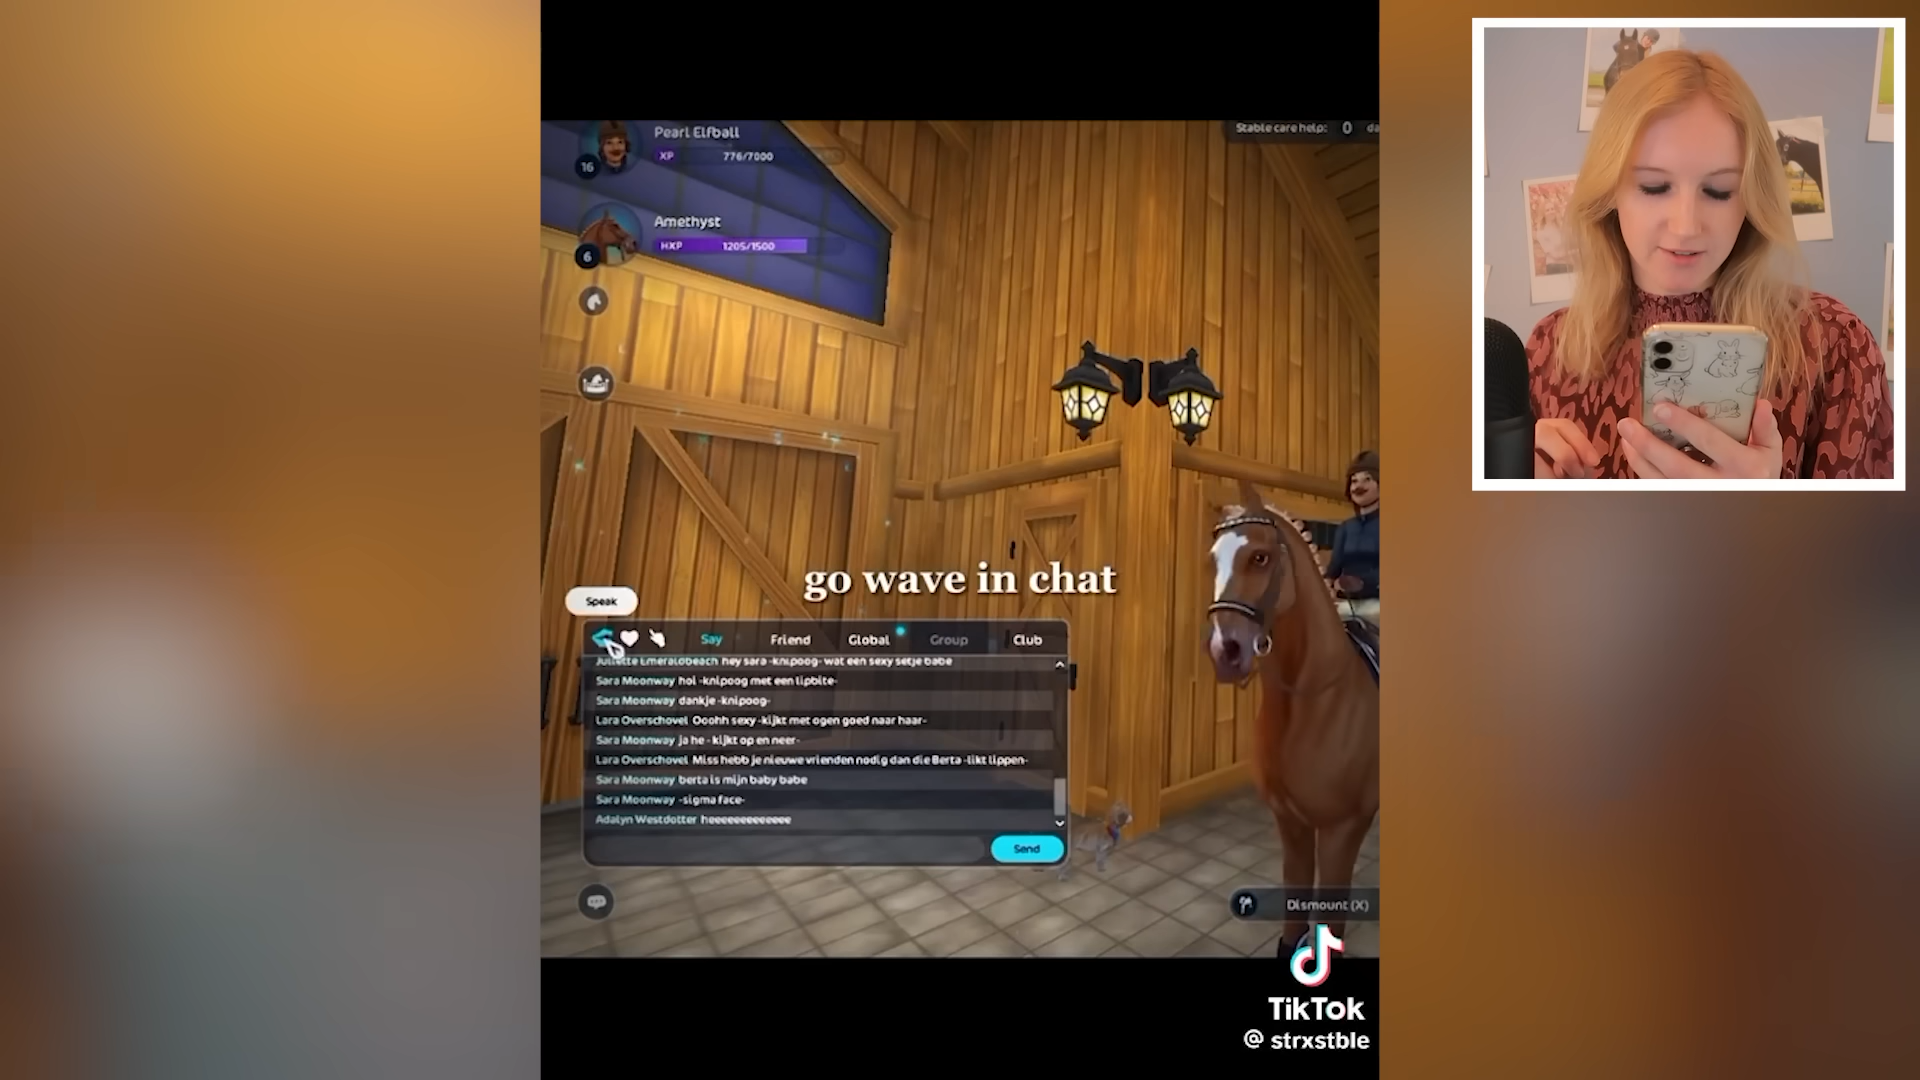 Pearl Elfball
16
XP 776/7000
Stable care help: 0 da
Amethyst
6
HXP 1205/1500
go wave in chat
Speak
Say Friend Global Group Club
Juliette Emeraldbeach hey sara -knipoog- wat een sexy setje babe
Sara Moonway hoi -knipoog met een lipbite-
Sara Moonway dankje -knipoog-
Lara Overschovel Ooohh sexy -kijkt met ogen goed naar haar-
Sara Moonway ja he - kijkt op en neer-
Lara Overschovel Miss hebb je nieuwe vrienden nodig dan die Berta -likt lippen-
Sara Moonway berta is mijn baby babe
Sara Moonway -sigma face-
Adalyn Westdotter heeeeeeeeeeeee
Send
Dismount (X)
TikTok
@ strxstble